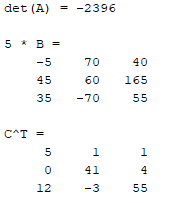 det(A) = -2396
5 * B =
-5 70 40
45 60 165
35 -70 55
C^T =
5 1 1
0 41 4
12 -3 55